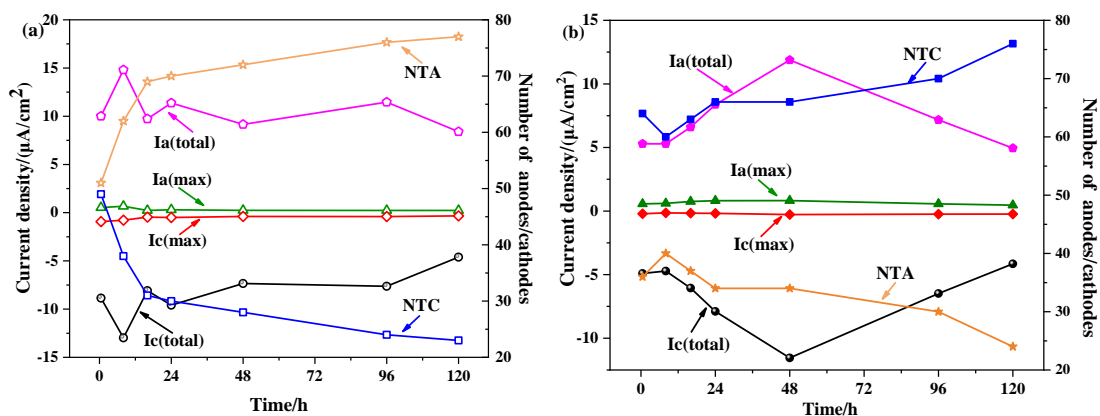 (a)
20
15
10
5
0
-5
-10
-15
Current density/(μA/cm²)
NTA
Ia(total)
Ia(max)
Ic(max)
NTC
Ic(total)
80
70
60
50
40
30
20
Number of
anodes/cathodes
0 24 48 72 96 120
Time/h
(b)
15
10
5
0
-5
-10
Current density/(μA/cm²)
Ia(total)
NTC
Ia(max)
Ic(max)
NTA
Ic(total)
80
70
60
50
40
30
20
Number of
anodes/cathodes
0 24 48 72 96 120
Time/h